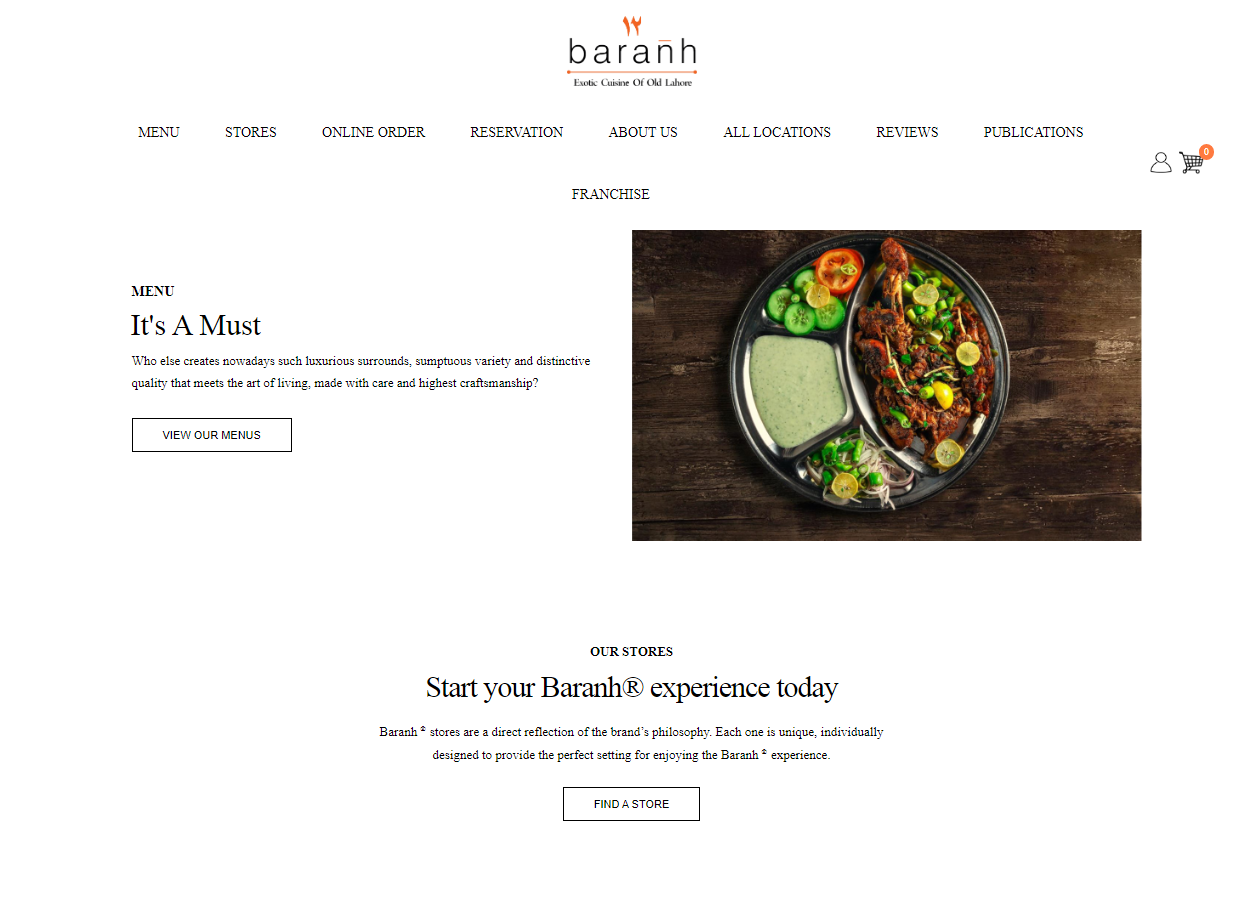 ۱۲
barañh
Exotic Cuisine Of Old Lahore
MENU STORES ONLINE ORDER RESERVATION ABOUT US ALL LOCATIONS REVIEWS PUBLICATIONS
0
FRANCHISE
MENU
It's A Must
Who else creates nowadays such luxurious surrounds, sumptuous variety and distinctive
quality that meets the art of living, made with care and highest craftsmanship?
VIEW OUR MENUS
OUR STORES
Start your Baranh® experience today
Baranh ® stores are a direct reflection of the brand’s philosophy. Each one is unique, individually
designed to provide the perfect setting for enjoying the Baranh ® experience.
FIND A STORE